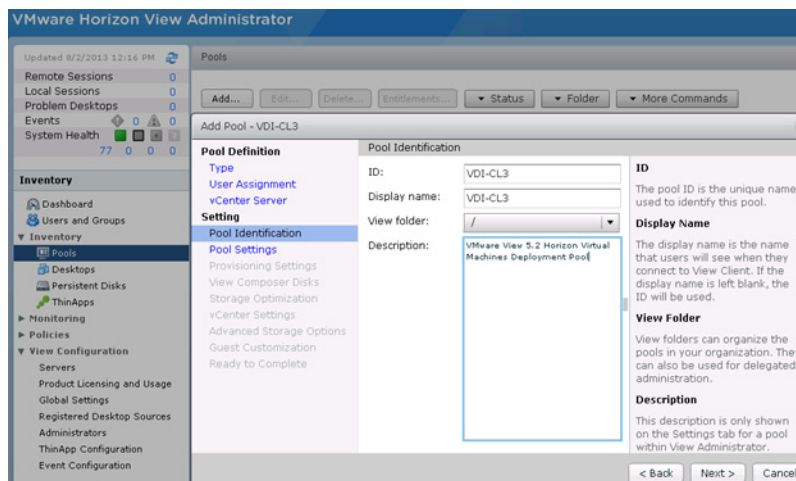 VMware Horizon View Administrator
Updated 8/2/2013 12:16 PM
Remote Sessions 0
Local Sessions 0
Problem Desktops 0
Events 0 0
System Health
77 0 0 0
Inventory
Dashboard
Users and Groups
Inventory
Pools
Desktops
Persistent Disks
ThinApps
Monitoring
Policies
View Configuration
Servers
Product Licensing and Usage
Global Settings
Registered Desktop Sources
Administrators
ThinApp Configuration
Event Configuration
Pools
Add... Edit... Delete... Entitlements... Status Folder More Commands
Add Pool - VDI-CL3
Pool Definition
Type
User Assignment
vCenter Server
Setting
Pool Identification
Pool Settings
Provisioning Settings
View Composer Disks
Storage Optimization
vCenter Settings
Advanced Storage Options
Guest Customization
Ready to Complete
Pool Identification
ID: VDI-CL3
Display name: VDI-CL3
View folder: /
Description: VMware View 5.2 Horizon Virtual
Machines Deployment Pool
ID
The pool ID is the unique name
used to identify this pool.
Display Name
The display name is the name
that users will see when they
connect to View Client. If the
display name is left blank, the
ID will be used.
View Folder
View folders can organize the
pools in your organization. They
can also be used for delegated
administration.
Description
This description is only shown
on the Settings tab for a pool
within View Administrator.
< Back Next > Cancel